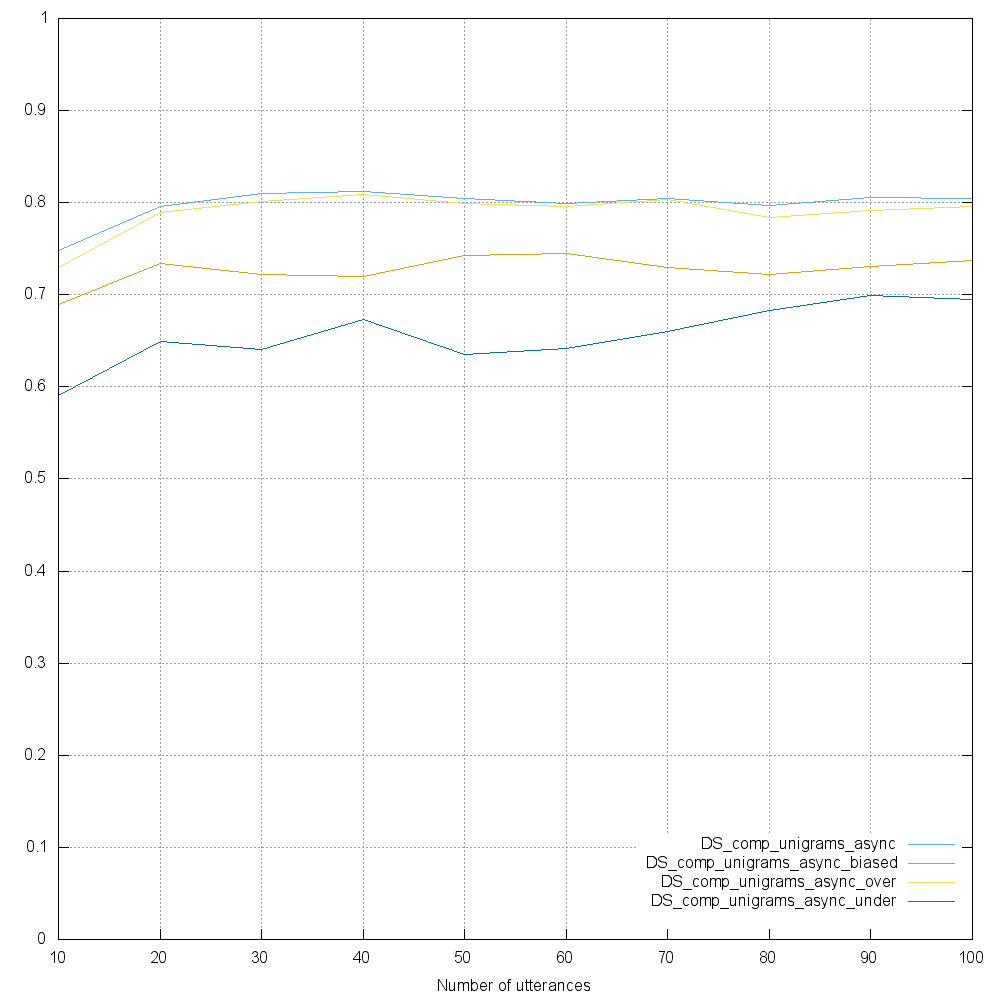 1
0.9
0.8
0.7
0.6
0.5
0.4
0.3
0.2
0.1
0
DS_comp_unigrams_async
DS_comp_unigrams_async_biased
DS_comp_unigrams_async_over
DS_comp_unigrams_async_under
10 20 30 40 50 60 70 80 90 100
Number of utterances